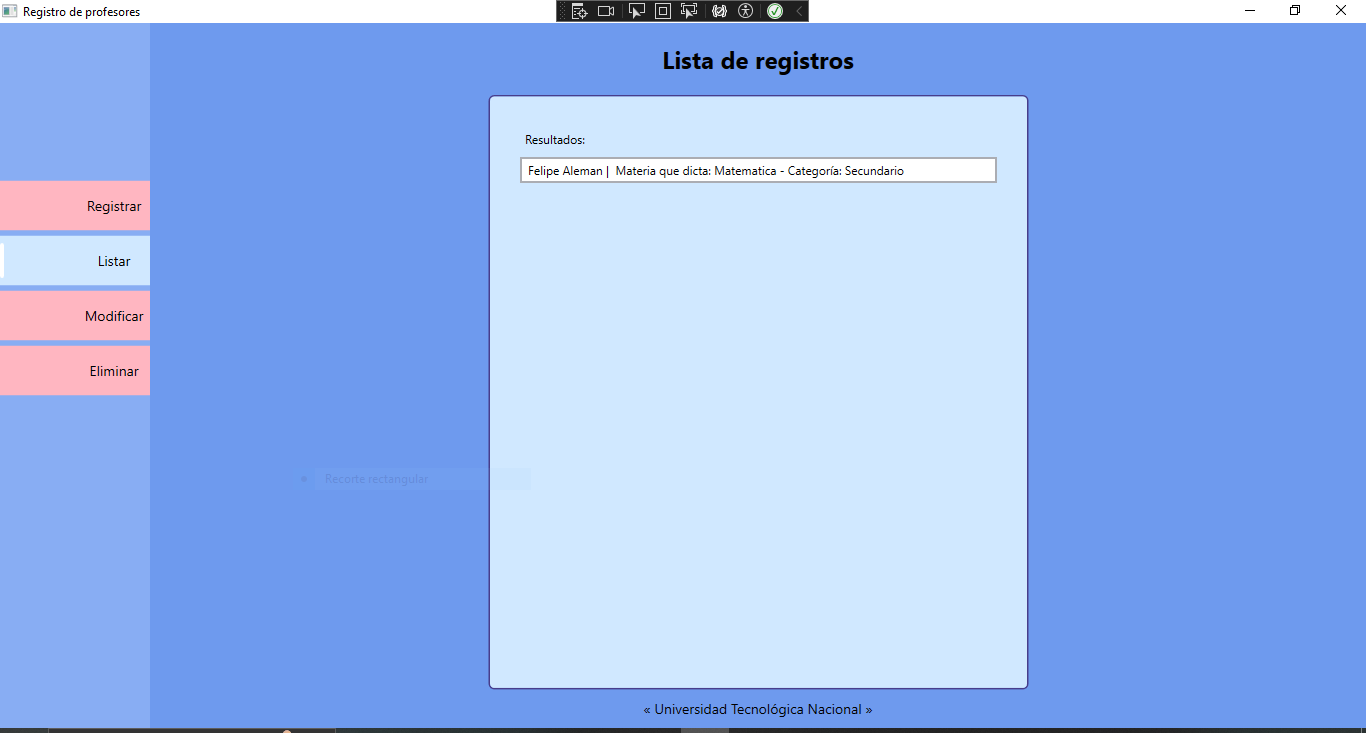 Registro de profesores
Lista de registros
Resultados:
Felipe Aleman | Materia que dicta: Matematica - Categoría: Secundario
Registrar
Listar
Modificar
Eliminar
Recorte rectangular
« Universidad Tecnológica Nacional »